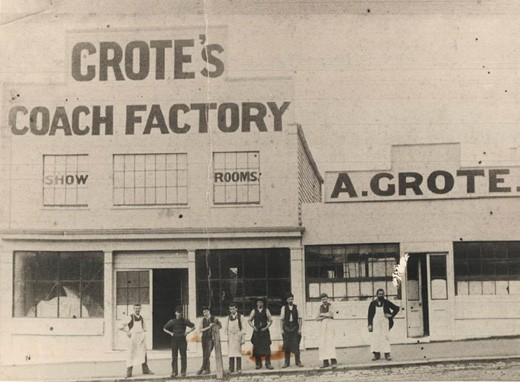 GROTE'S
COACH FACTORY
SHOW
ROOMS.
A. GROTE.